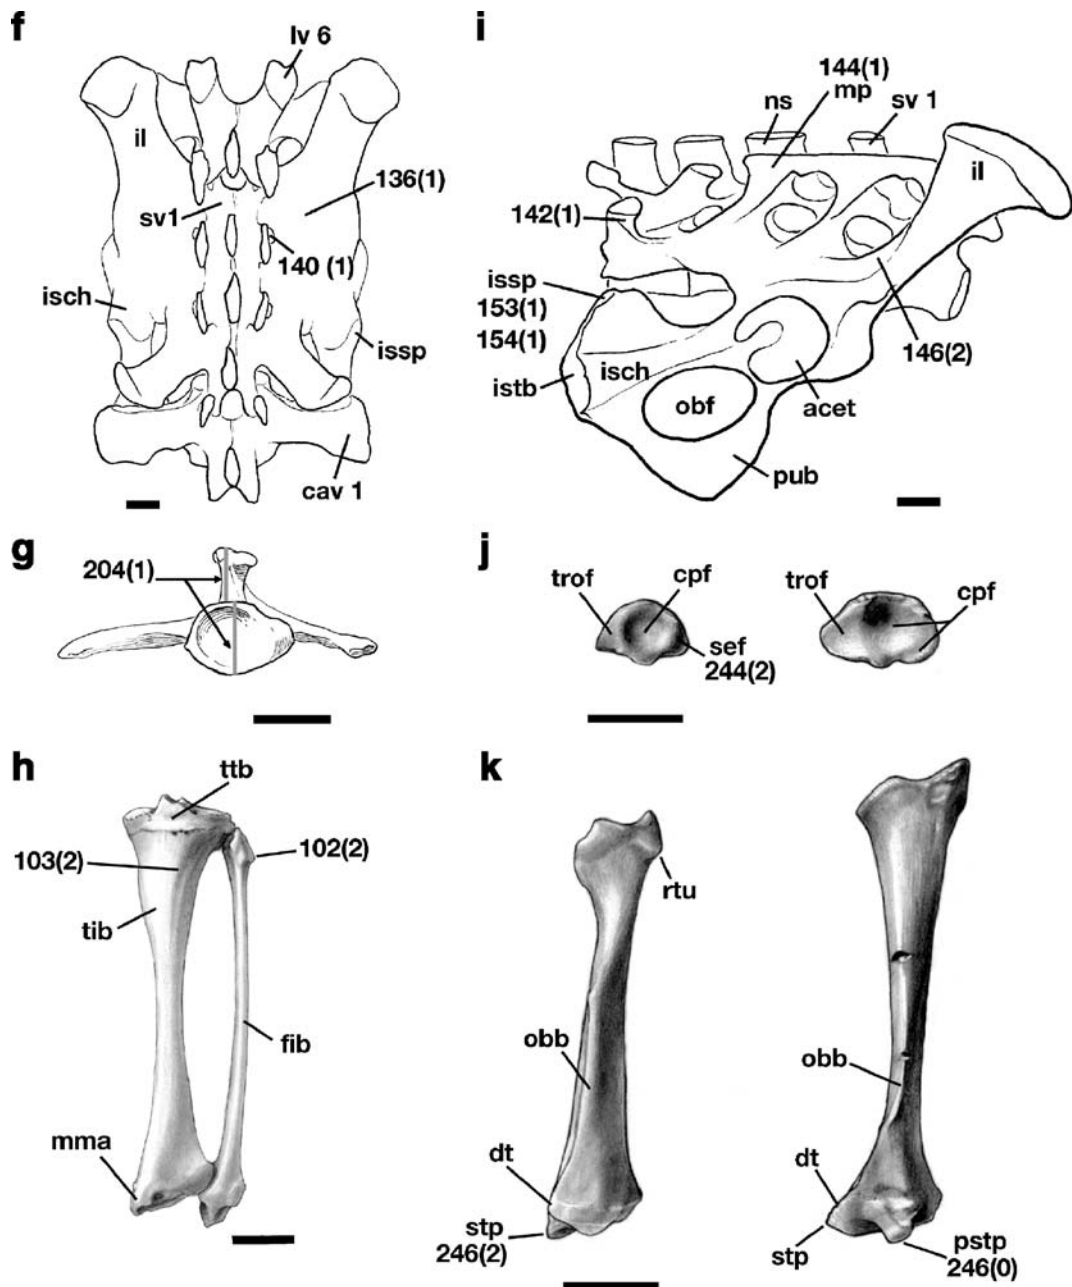 f
lv 6
il
136(1)
sv1
140 (1)
isch
issp
cav 1
i
144(1)
mp
ns
sv 1
il
142(1)
issp
153(1)
154(1)
istb
isch
obf
acet
146(2)
pub
g
204(1)
j
trof
cpf
sef
244(2)
trof
cpf
h
ttb
103(2)
102(2)
tib
fib
mma
k
rtu
obb
dt
stp
246(2)
obb
dt
stp
pstp
246(0)